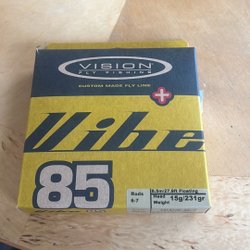 VISION
FLY FISHING
CUSTOM MADE FLY LINE
+
Vibe
85
Rods
6-7
8,5m/27.9ft Floating
Head
Weight
15g/231gr